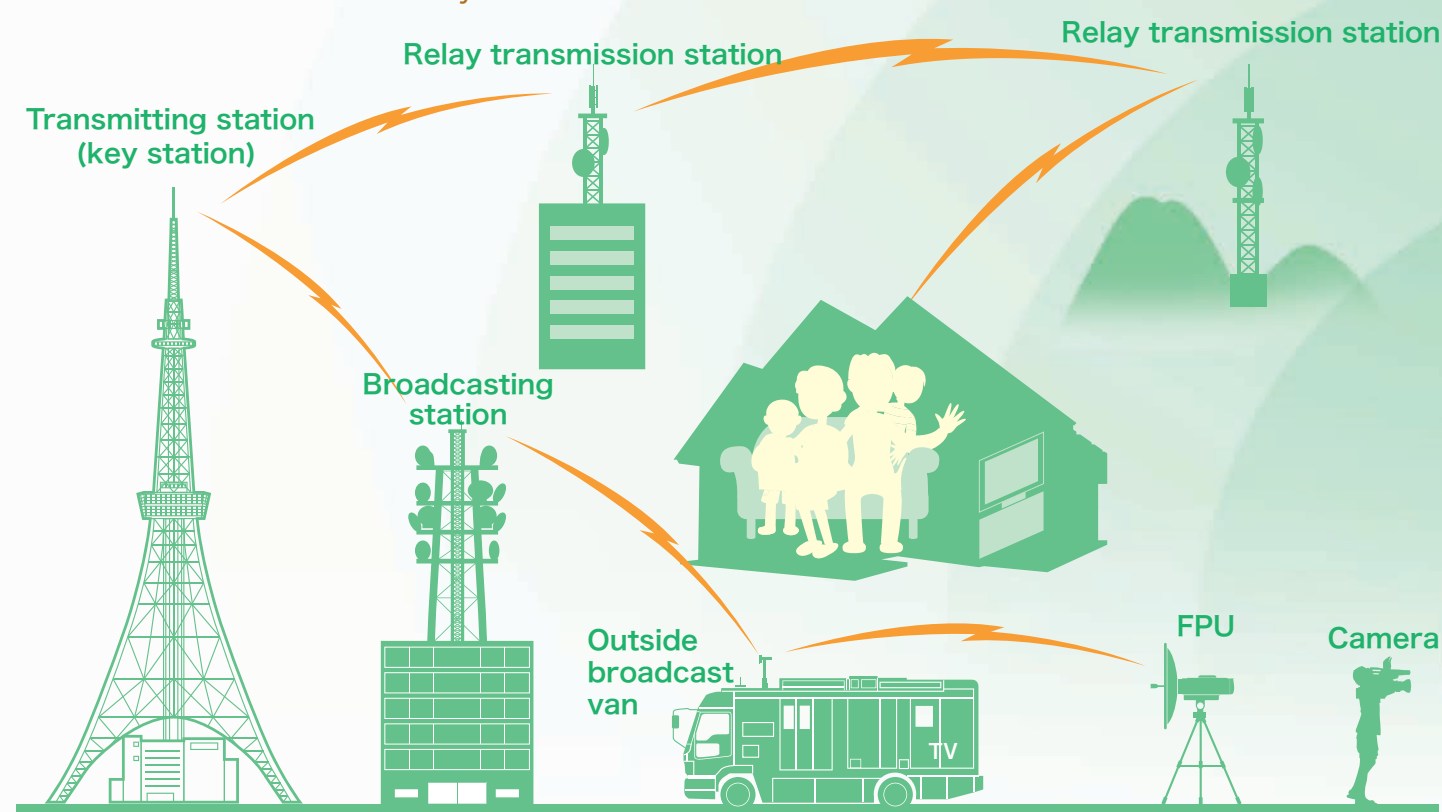 Relay transmission station
Relay transmission station
Transmitting station
(key station)
Broadcasting
station
Outside
broadcast
van
FPU
Camera
TV